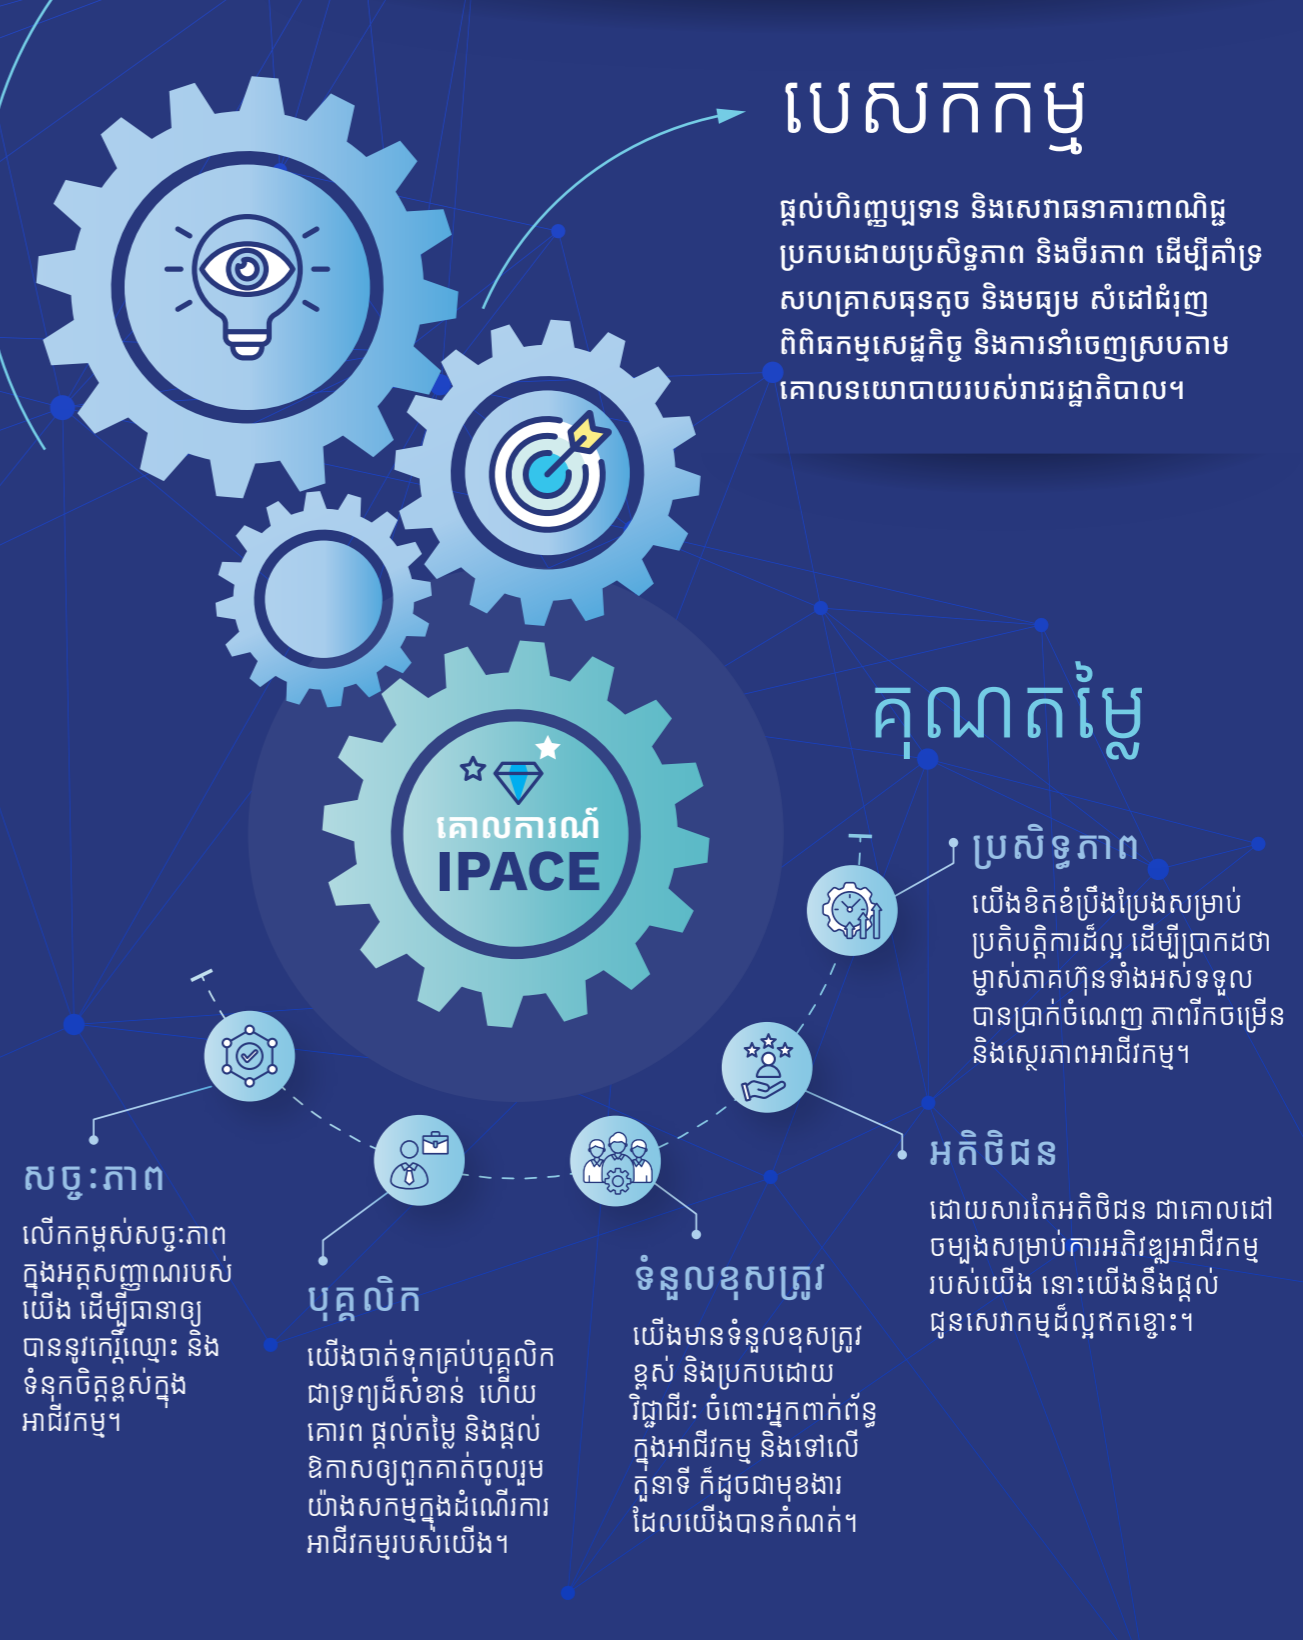 បេសកកម្ម
ផ្តល់ហិរញ្ញប្បទាន និងសេវាធនាគារពាណិជ្ជ
ប្រកបដោយប្រសិទ្ធភាព និងចីរភាព ដើម្បីគាំទ្រ
សហគ្រាសធុនតូច និងមធ្យម សំដៅជំរុញ
ពិពិធកម្មសេដ្ឋកិច្ច និងការនាំចេញស្របតាម
គោលនយោបាយរបស់រាជរដ្ឋាភិបាល។
គុណតម្លៃ
គោលការណ៍
IPACE
ប្រសិទ្ធភាព
យើងខិតខំប្រឹងប្រែងសម្រាប់
ប្រតិបត្តិការដ៏ល្អ ដើម្បីប្រាកដថា
ម្ចាស់ភាគហ៊ុនទាំងអស់ទទួល
បានប្រាក់ចំណេញ ភាពរីកចម្រើន
និងស្ថេរភាពអាជីវកម្ម។
អតិថិជន
ដោយសារតែអតិថិជន ជាគោលដៅ
ចម្បងសម្រាប់ការអភិវឌ្ឍអាជីវកម្ម
របស់យើង នោះយើងនឹងផ្តល់
ជូនសេវាកម្មដ៏ល្អឥតខ្ចោះ។
ទំនួលខុសត្រូវ
យើងមានទំនួលខុសត្រូវ
ខ្ពស់ និងប្រកបដោយ
វិជ្ជាជីវៈ ចំពោះអ្នកពាក់ព័ន្ធ
ក្នុងអាជីវកម្ម និងទៅលើ
តួនាទី ក៏ដូចជាមុខងារ
ដែលយើងបានកំណត់។
បុគ្គលិក
យើងចាត់ទុកគ្រប់បុគ្គលិក
ជាទ្រព្យដ៏សំខាន់ ហើយ
គោរព ផ្តល់តម្លៃ និងផ្តល់
ឱកាសឲ្យពួកគាត់ចូលរួម
យ៉ាងសកម្មក្នុងដំណើរការ
អាជីវកម្មរបស់យើង។
សច្ចៈភាព
លើកកម្ពស់សច្ចៈភាព
ក្នុងអត្តសញ្ញាណរបស់
យើង ដើម្បីធានាឲ្យ
បាននូវកេរ្តិ៍ឈ្មោះ និង
ទំនុកចិត្តខ្ពស់ក្នុង
អាជីវកម្ម។